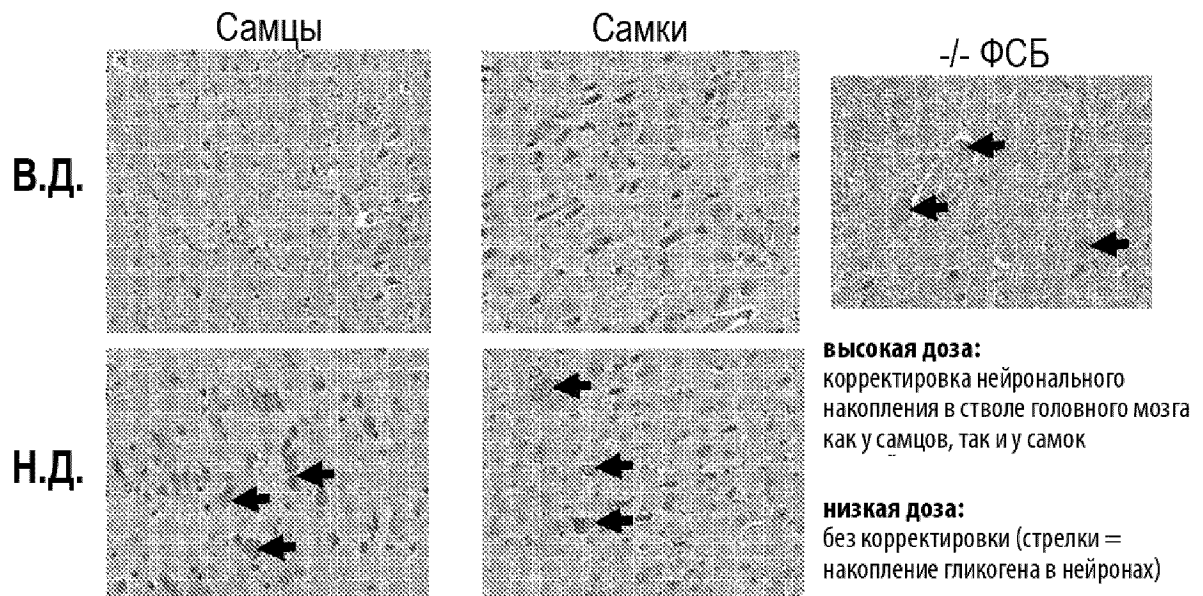 Самцы
Самки
-/- ФСБ
В.Д.
Н.Д.
высокая доза:
корректировка нейронального
накопления в стволе головного мозга
как у самцов, так и у самок
низкая доза:
без корректировки (стрелки =
накопление гликогена в нейронах)